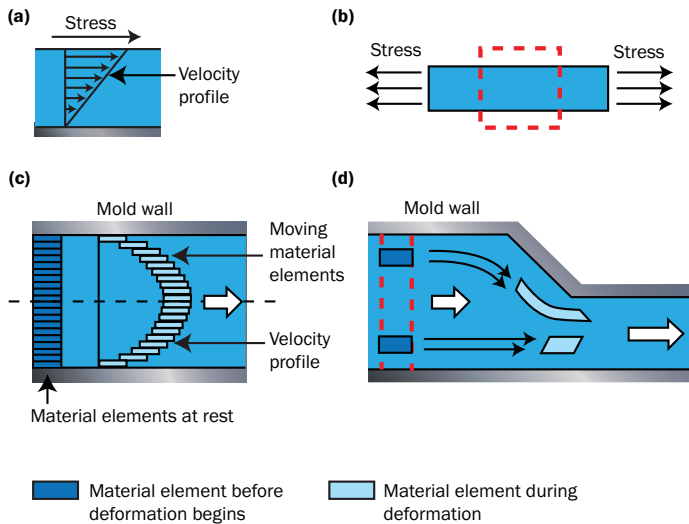 (a)
Stress
Velocity
profile
(b)
Stress
Stress
(c)
Mold wall
Moving
material
elements
Velocity
profile
Material elements at rest
(d)
Mold wall
Material element before
deformation begins
Material element during
deformation